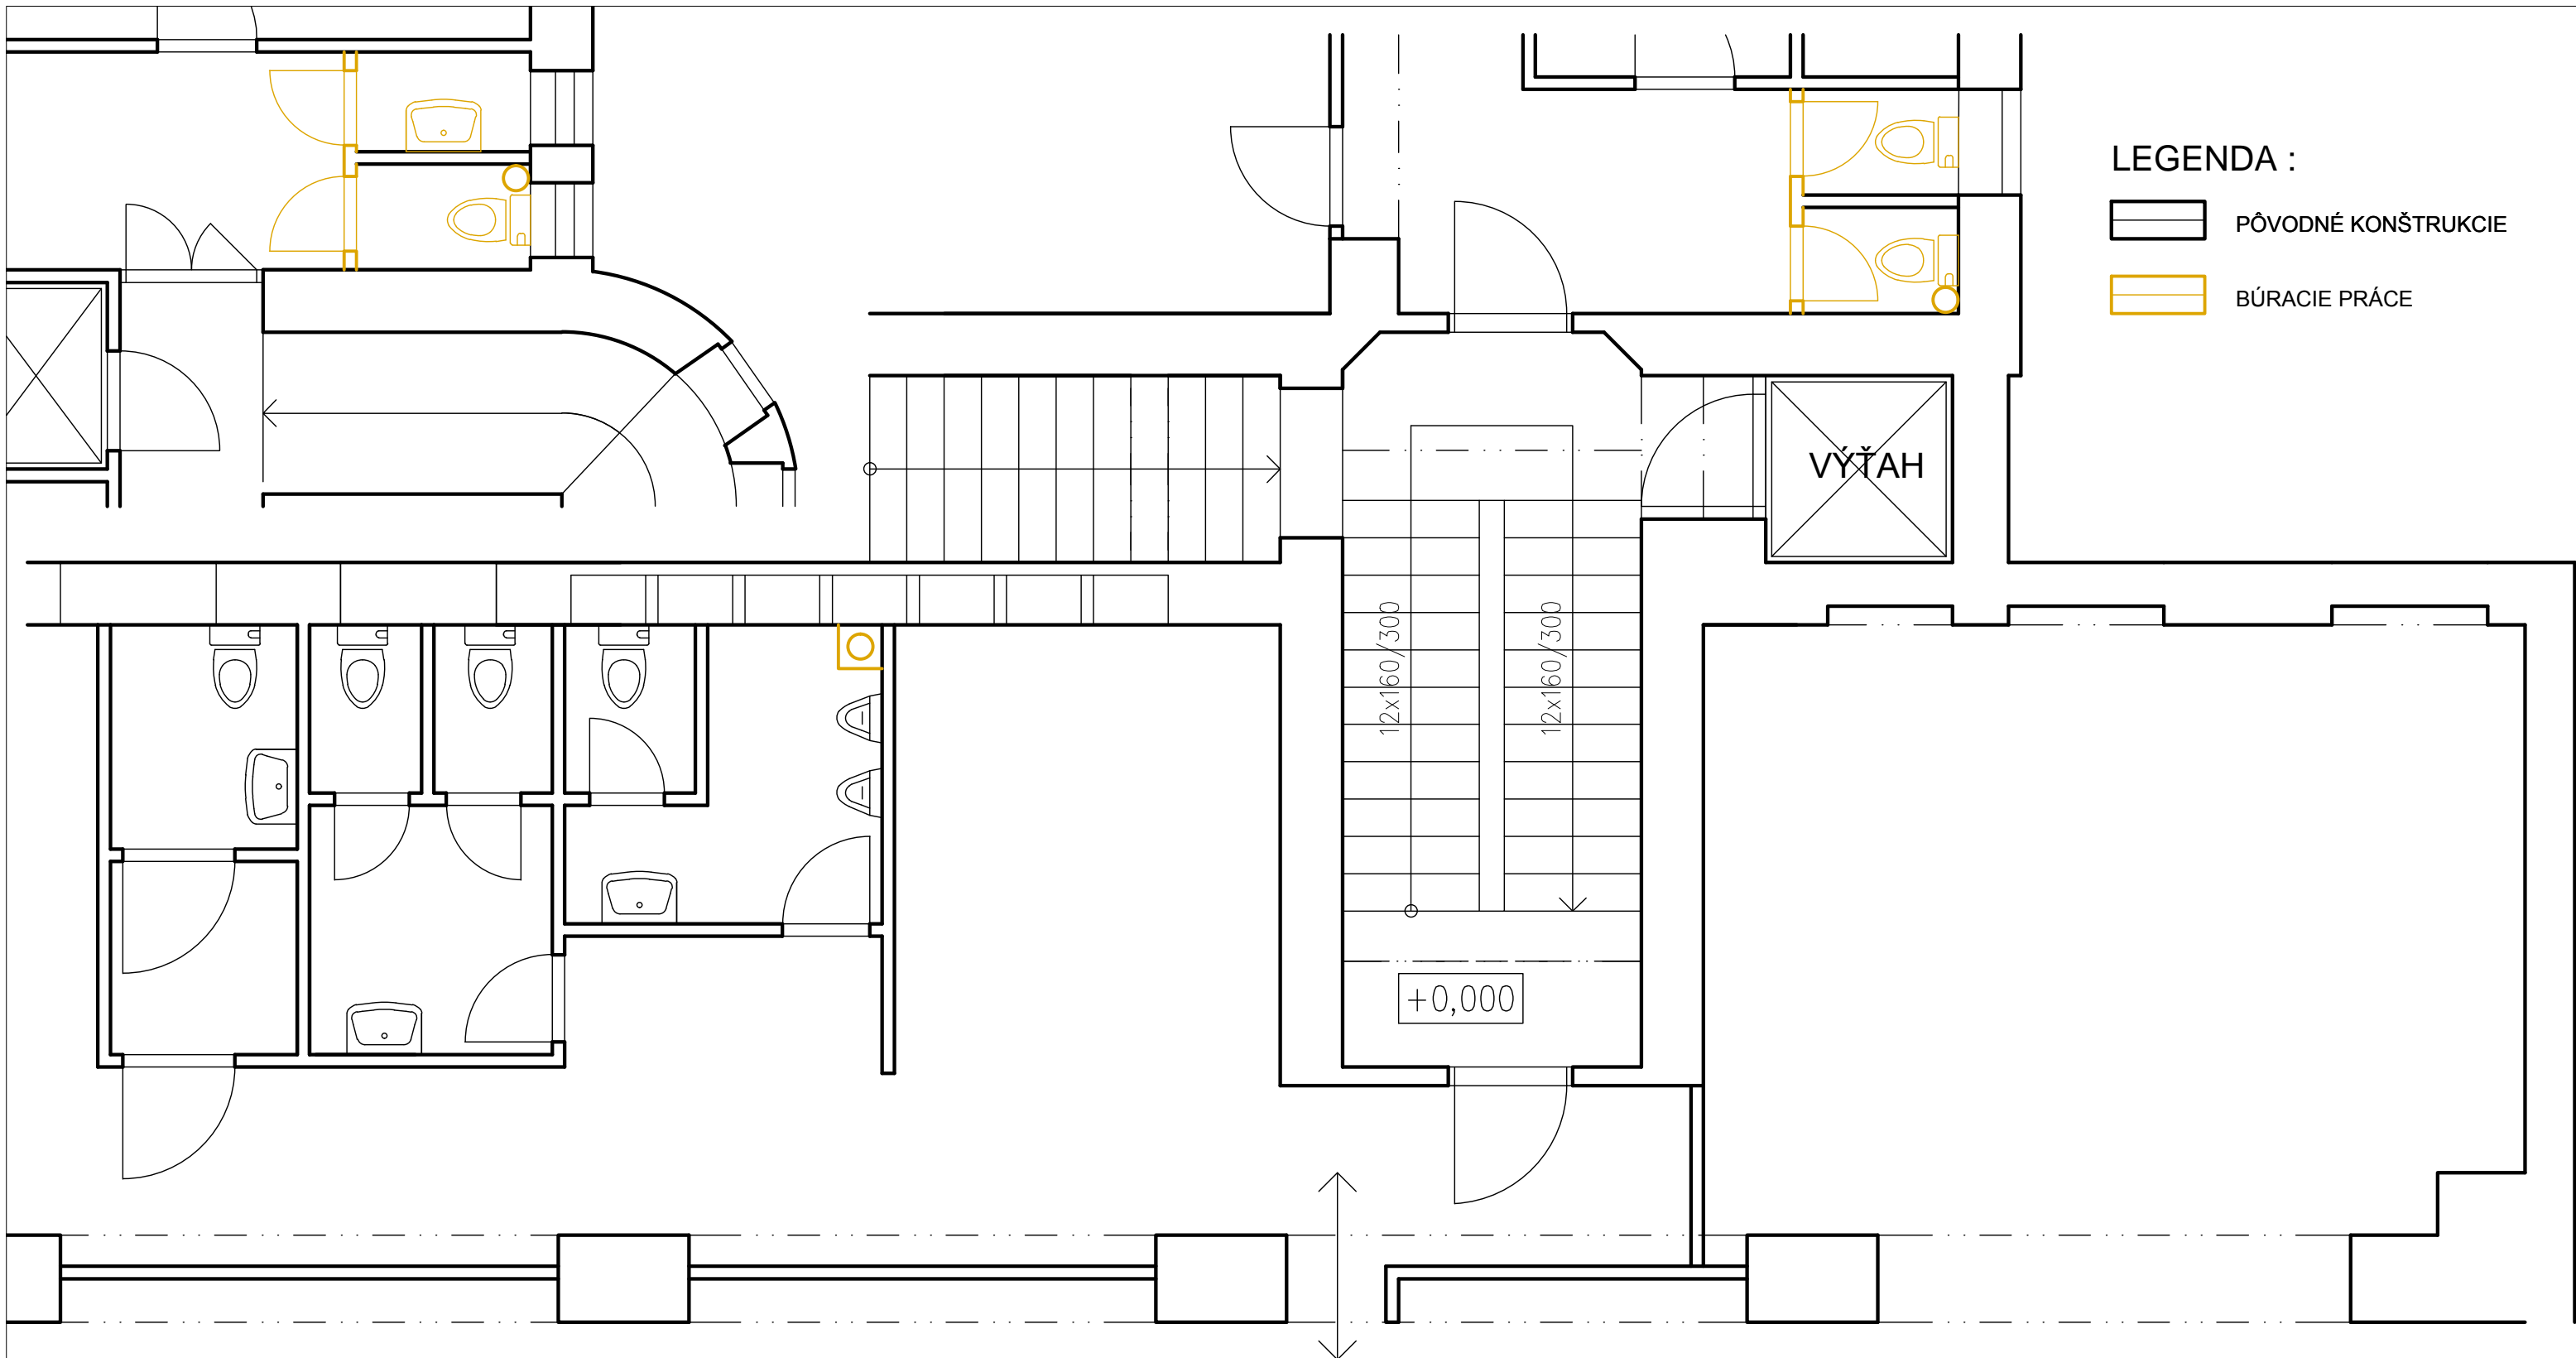 LEGENDA :
PÔVODNÉ KONŠTRUKCIE
BÚRACIE PRÁCE
VÝŤAH
12x160/300
12x160/300
+0,000